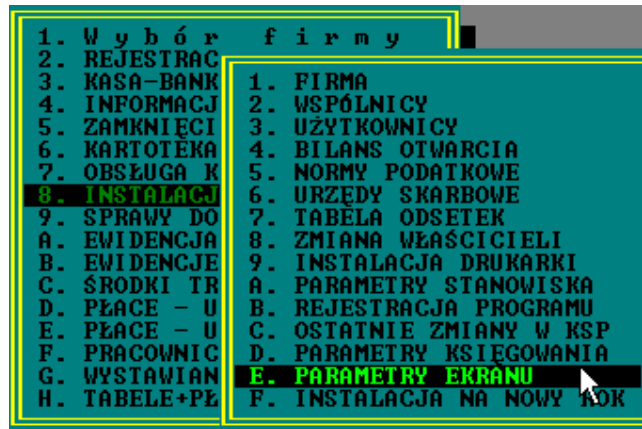 1. W y b ó r   f i r m y
2. REJESTRAC
3. KASA-BANK
4. INFORMACJ
5. ZAMKNIĘCI
6. KARTOTEKA
7. OBSŁUGA K
8. INSTALACJ
9. SPRAWY DO
A. EWIDENCJA
B. EWIDENCJE
C. ŚRODKI TR
D. PŁACE - U
E. PŁACE - U
F. PRACOWNIC
G. WYSTAWIAN
H. TABELE+PŁ
1. FIRMA
2. WSPÓLNICY
3. UŻYTKOWNICY
4. BILANS OTWARCIA
5. NORMY PODATKOWE
6. URZĘDY SKARBOWE
7. TABELA ODSETEK
8. ZMIANA WŁAŚCICIELI
9. INSTALACJA DRUKARKI
A. PARAMETRY STANOWISKA
B. REJESTRACJA PROGRAMU
C. OSTATNIE ZMIANY W KSP
D. PARAMETRY KSIĘGOWANIA
E. PARAMETRY EKRANU
F. INSTALACJA NA NOWY ROK